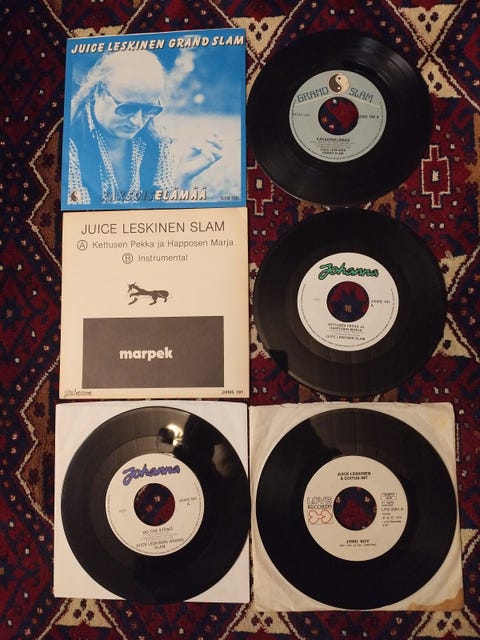 JUICE LESKINEN GRAND SLAM
ELÄMÄÄ
GRAND SLAM
KAKSOISELÄMÄÄ
JUICE LESKINEN
GRAND SLAM
JUICE LESKINEN SLAM
A Kettusen Pekka ja Happosen Marja
B Instrumental
marpek
Johanna
JHNS 191
Johanna
JHNS 191
A
KETTUSEN PEKKA JA
HAPPOSEN MARJA
JUICE LESKINEN SLAM
Johanna
A
JUICE LESKINEN GRAND
SLAM
JUICE LESKINEN
& COITUS INT
LOVE
RECORDS
JYRKI BOY